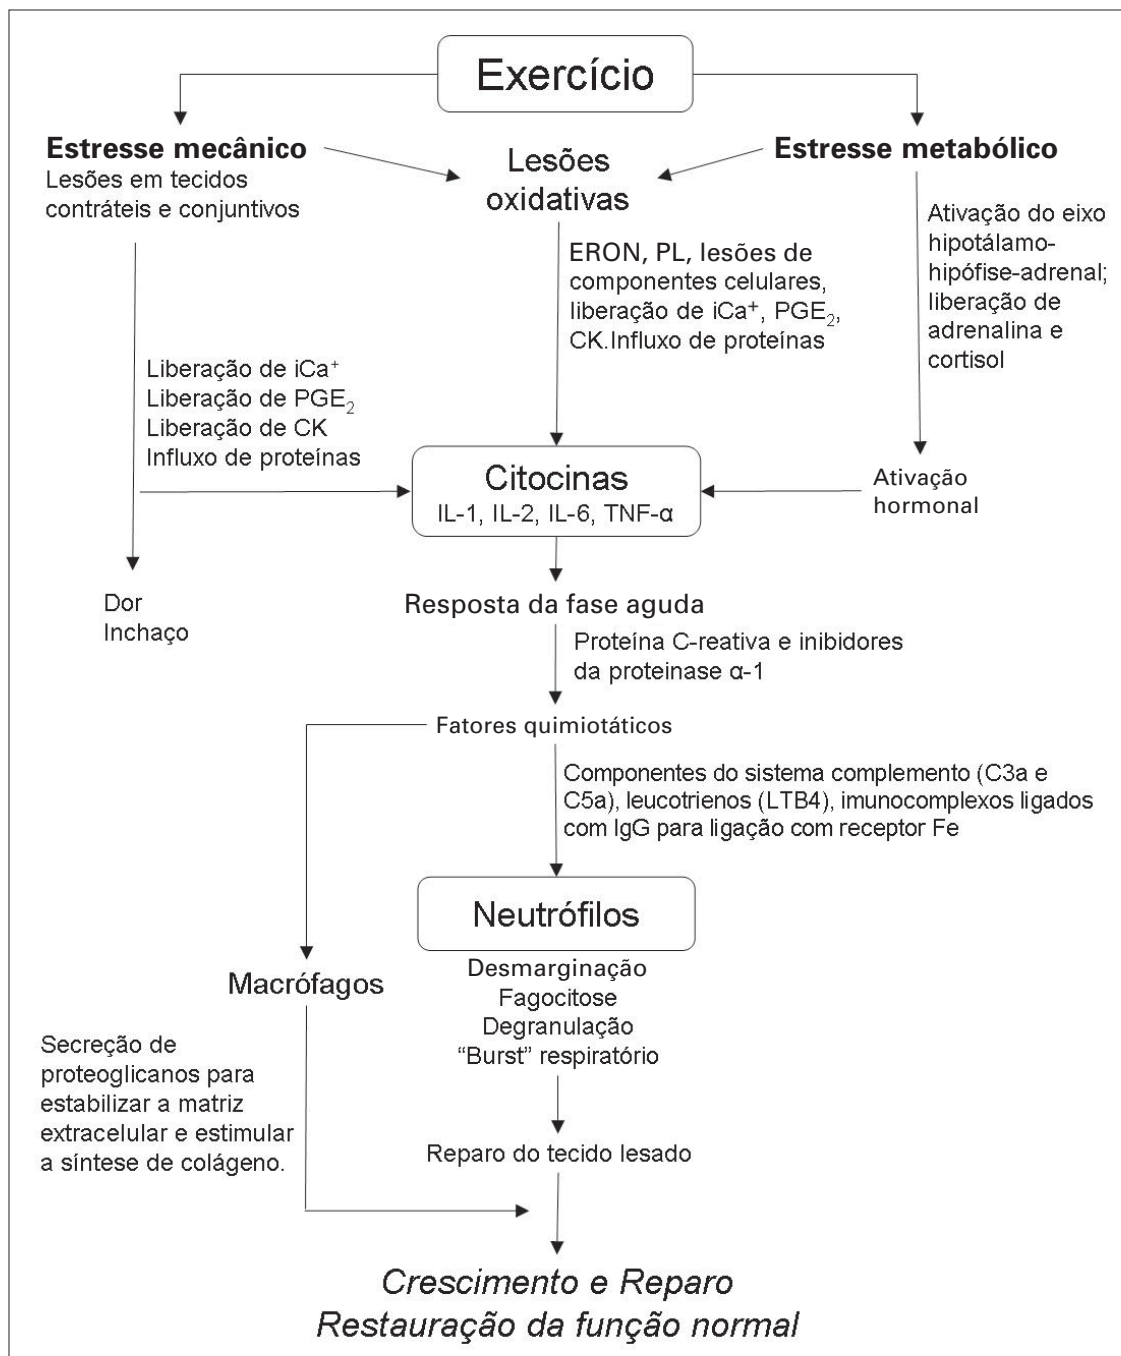 Exercício
Estresse mecânico
Lesões em tecidos
contráteis e conjuntivos
Lesões
oxidativas
Estresse metabólico
Ativação do eixo
hipotálamo-
hipófise-adrenal;
liberação de
adrenalina e
cortisol
ERON, PL, lesões de
componentes celulares,
liberação de iCa⁺, PGE₂,
CK.Influxo de proteínas
Liberação de iCa⁺
Liberação de PGE₂
Liberação de CK
Influxo de proteínas
Citocinas
IL-1, IL-2, IL-6, TNF-α
Ativação
hormonal
Dor
Inchaço
Resposta da fase aguda
Proteína C-reativa e inibidores
da proteinase α-1
Fatores quimiotáticos
Componentes do sistema complemento (C3a e
C5a), leucotrienos (LTB4), imunocomplexos ligados
com IgG para ligação com receptor Fe
Neutrófilos
Desmarginação
Fagocitose
Degranulação
“Burst” respiratório
Macrófagos
Secreção de
proteoglicanos para
estabilizar a matriz
extracelular e estimular
a síntese de colágeno.
Reparo do tecido lesado
Crescimento e Reparo
Restauração da função normal